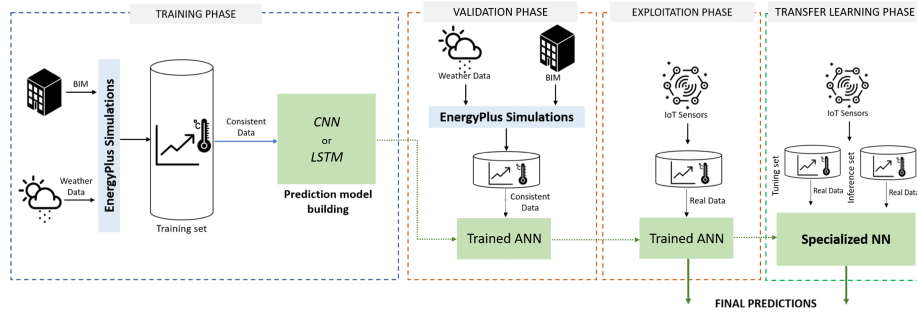 TRAINING PHASE
BIM
Weather
Data
EnergyPlus Simulations
°C
Training set
Consistent
Data
CNN
or
LSTM
Prediction model
building
VALIDATION PHASE
Weather Data
BIM
EnergyPlus Simulations
°C
Consistent
Data
Trained ANN
EXPLOITATION PHASE
IoT Sensors
°C
Real Data
Trained ANN
TRANSFER LEARNING PHASE
IoT Sensors
Tuning set
°C
Real Data
Inference set
°C
Real Data
Specialized NN
FINAL PREDICTIONS